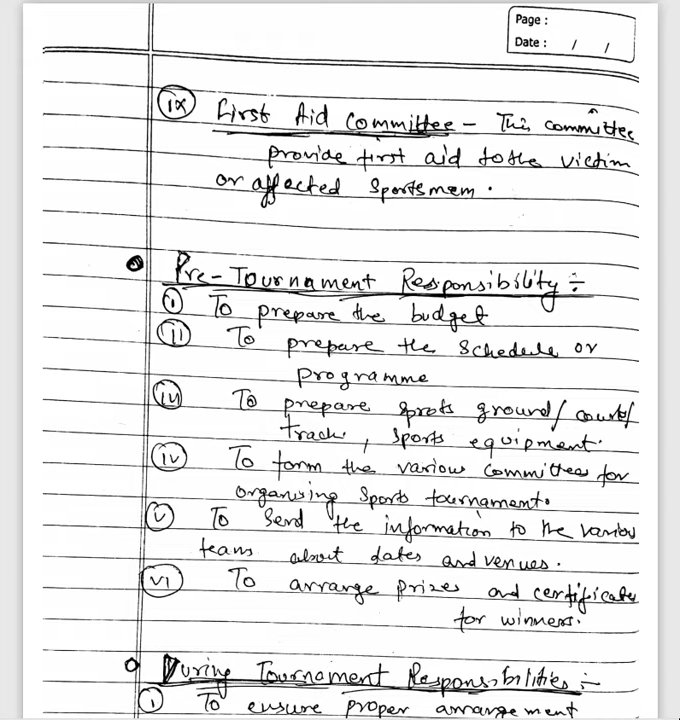 Page :
Date : / /
ix First Aid Committee - This committee
provide first aid to the victim
or affected Sportsmem.
Pre-Tournament Responsibility :-
i To prepare the budget
ii To prepare the Schedule or
programme
iii To prepare sprots ground/court/
track, sports equipment.
iv To form the various committees for
organising Sports tournament.
v To Send the information to the various
teams about dates and venues.
vi To arrange prizes and certificates
for winners.
During Tournament Responsibilities :-
i To ensure proper arrangement